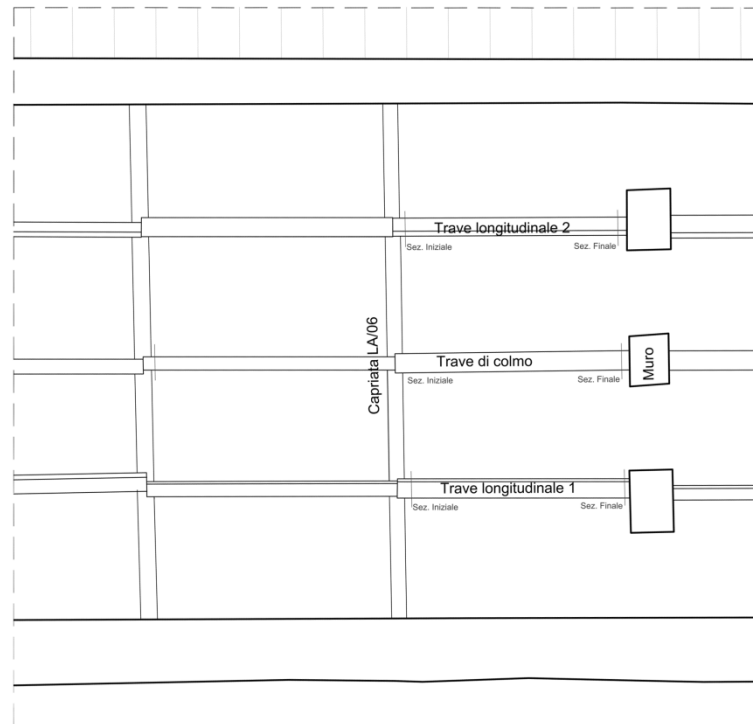 Trave longitudinale 2
Sez. Iniziale
Sez. Finale
Capriata LA/06
Trave di colmo
Muro
Sez. Iniziale
Sez. Finale
Trave longitudinale 1
Sez. Iniziale
Sez. Finale